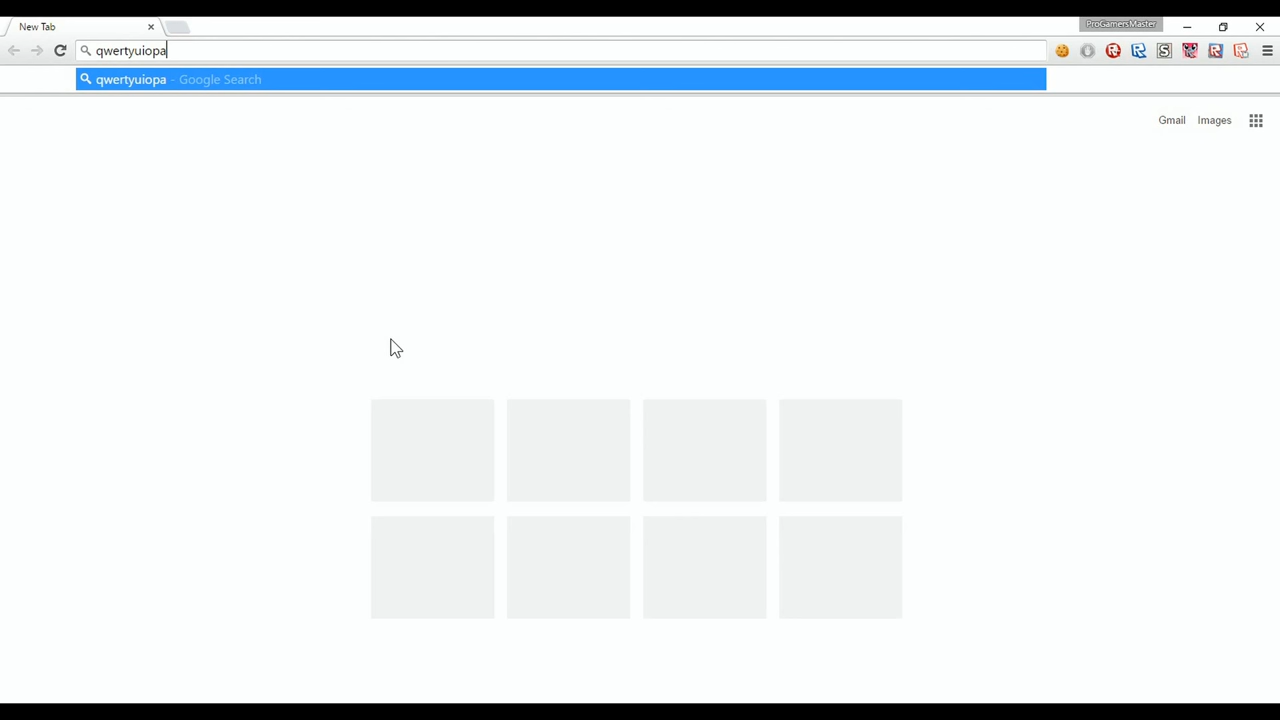 New Tab
ProGamersMaster
qwertyuiopa
qwertyuiopa - Google Search
Gmail Images